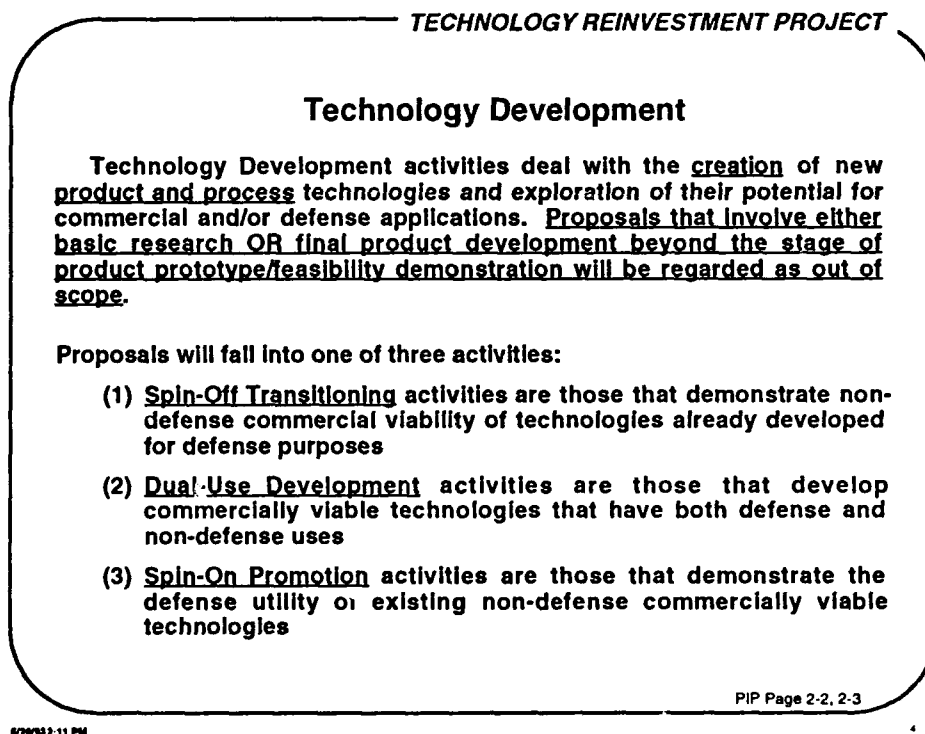 TECHNOLOGY REINVESTMENT PROJECT
Technology Development
Technology Development activities deal with the creation of new
product and process technologies and exploration of their potential for
commercial and/or defense applications. Proposals that involve either
basic research OR final product development beyond the stage of
product prototype/feasibility demonstration will be regarded as out of
scope.
Proposals will fall into one of three activities:
(1) Spin-Off Transitioning activities are those that demonstrate non-
defense commercial viability of technologies already developed
for defense purposes
(2) Dual-Use Development activities are those that develop
commercially viable technologies that have both defense and
non-defense uses
(3) Spin-On Promotion activities are those that demonstrate the
defense utility of existing non-defense commercially viable
technologies
PIP Page 2-2, 2-3
2:11 PM
4